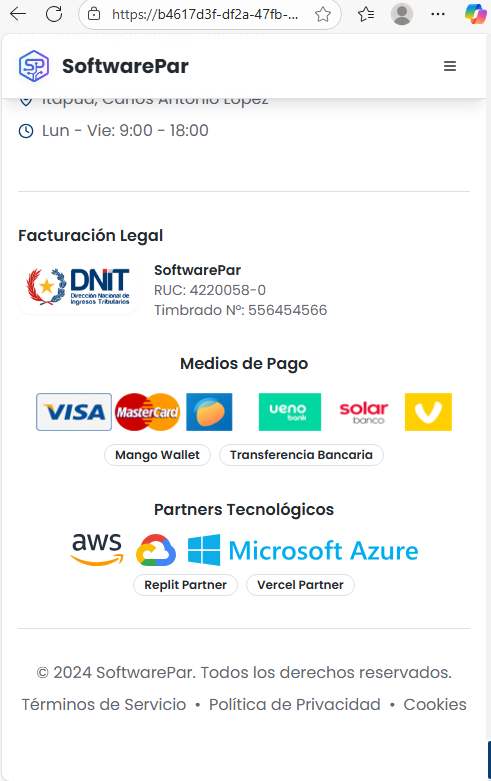 https://b4617d3f-df2a-47fb-...
SP
SoftwarePar
Itapúa, Carlos Antonio López
Lun - Vie: 9:00 - 18:00
Facturación Legal
DNIT
Dirección Nacional de
Ingresos Tributarios
SoftwarePar
RUC: 4220058-0
Timbrado Nº: 556454566
Medios de Pago
VISA MasterCard ueno bank solar banco
Mango Wallet Transferencia Bancaria
Partners Tecnológicos
aws Microsoft Azure
Replit Partner Vercel Partner
© 2024 SoftwarePar. Todos los derechos reservados.
Términos de Servicio • Política de Privacidad • Cookies